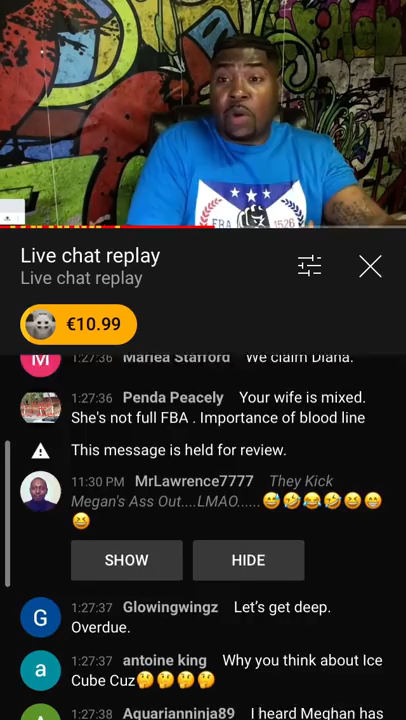 FBA 1526
Live chat replay
Live chat replay
€10.99
M 1:27:36 Mariea Stafford We claim Diana.
1:27:36 Penda Peacely Your wife is mixed.
She's not full FBA . Importance of blood line
This message is held for review.
11:30 PM MrLawrence7777 They Kick
Megan's Ass Out....LMAO......😅🤣😂🤣😆😁
😆
SHOW HIDE
G 1:27:37 Glowingwingz Let's get deep.
Overdue.
a 1:27:37 antoine king Why you think about Ice
Cube Cuz🤔🤔🤔🤔
1:27:38 Aquarianninja89 I heard Meghan has